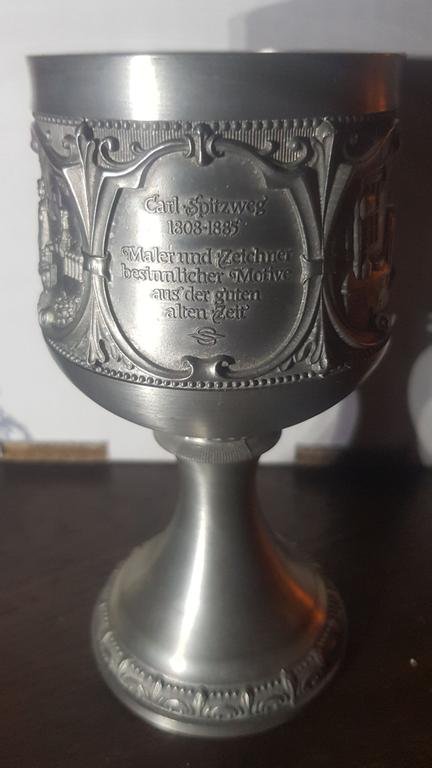 Carl Spitzweg
1808-1885
Maler und Zeichner
besinnlicher Motive
aus der guten
alten Zeit